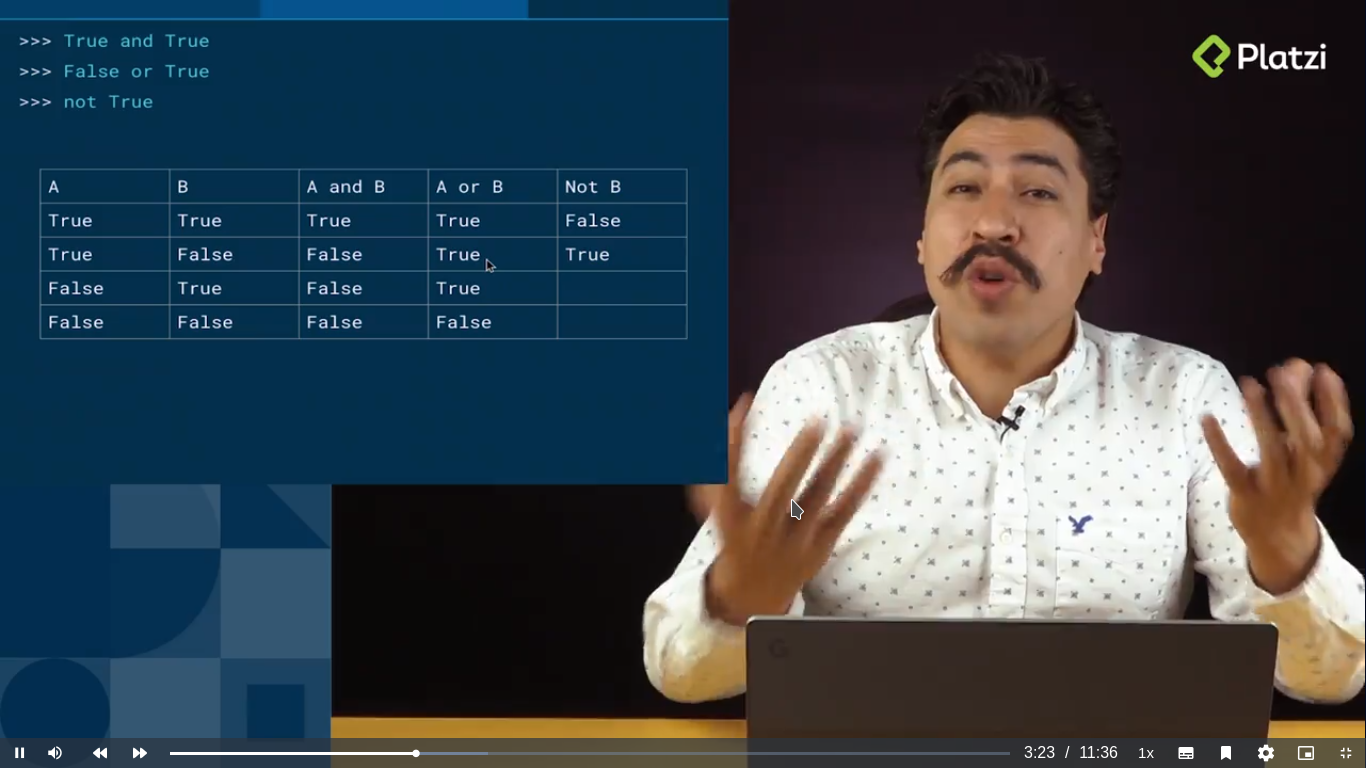 >>> True and True
>>> False or True
>>> not True
Platzi
A B A and B A or B Not B
True True True True False
True False False True True
False True False True
False False False False
G
3:23 / 11:36 1x